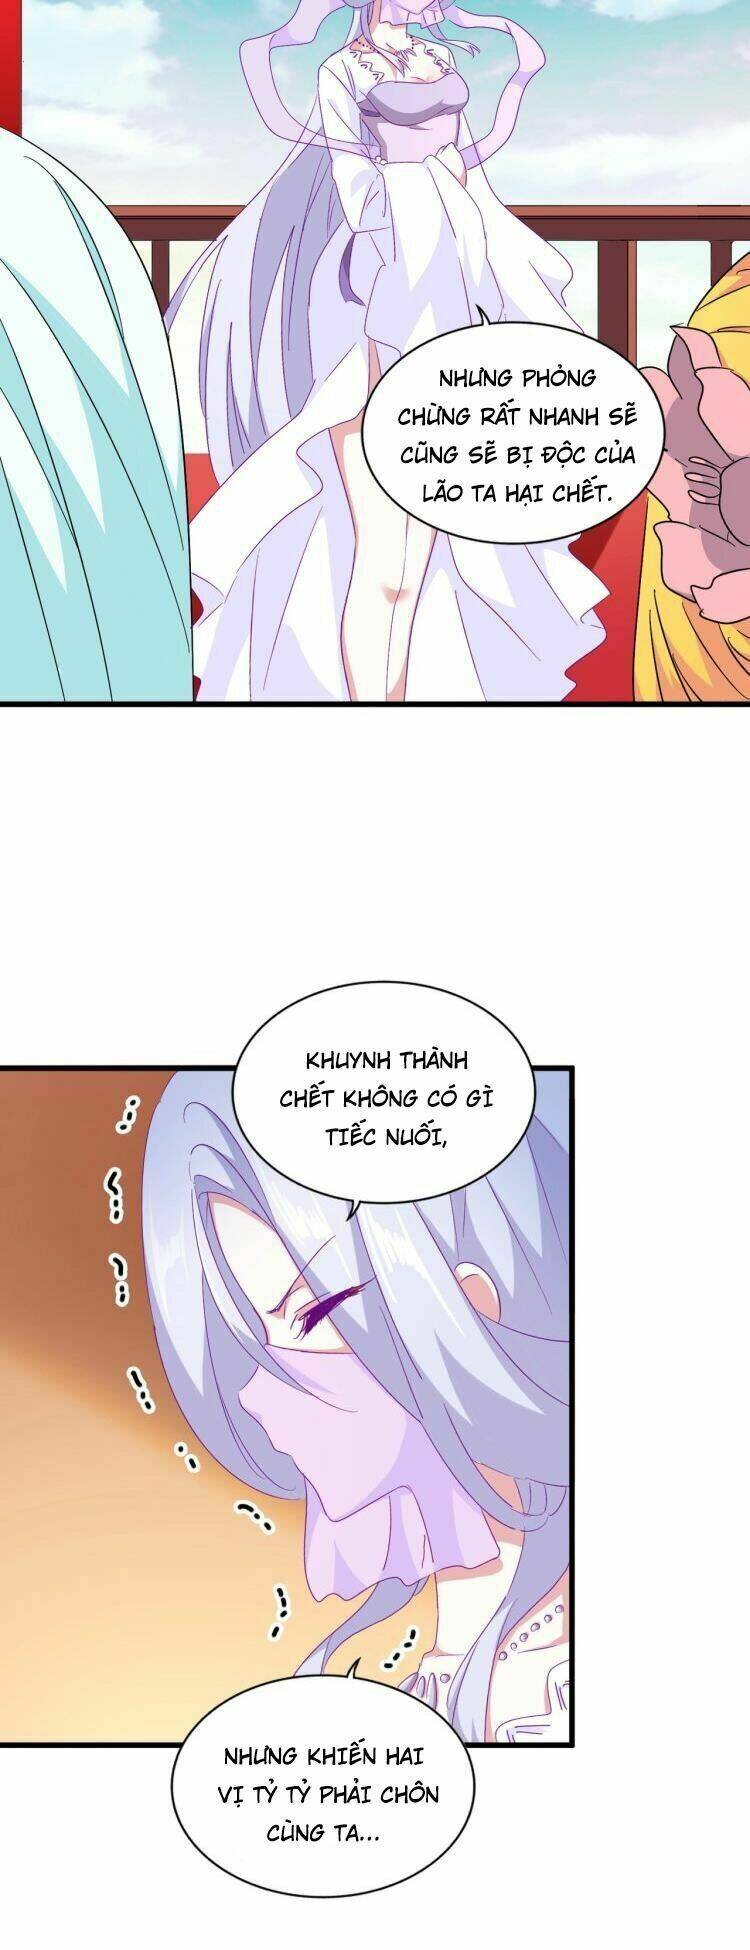 NHƯNG PHỎNG
CHỪNG RẤT NHANH SẼ
CŨNG SẼ BỊ ĐỘC CỦA
LÃO TA HẠI CHẾT.
KHUYNH THÀNH
CHẾT KHÔNG CÓ GÌ
TIẾC NUỐI,
NHƯNG KHIẾN HAI
VỊ TỶ TỶ PHẢI CHÔN
CÙNG TA...